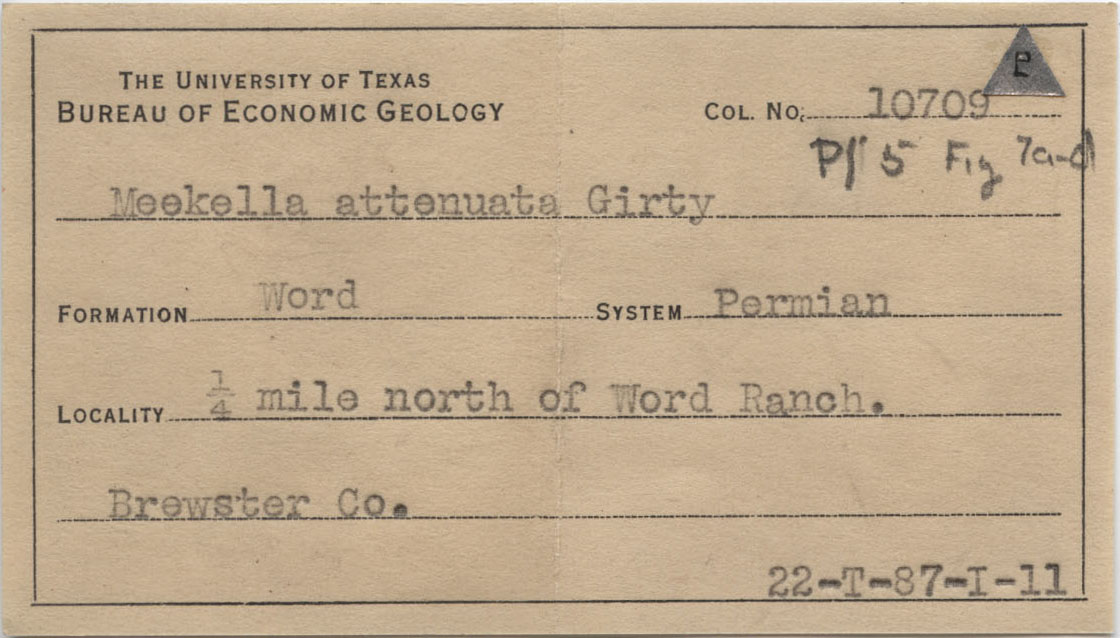 P
THE UNIVERSITY OF TEXAS
BUREAU OF ECONOMIC GEOLOGY
COL. NO. 10709
Pl 5 Fig 7a-d
Meekella attenuata Girty
FORMATION Word SYSTEM Permian
LOCALITY 1/4 mile north of Word Ranch.
Brewster Co.
22-T-87-I-11